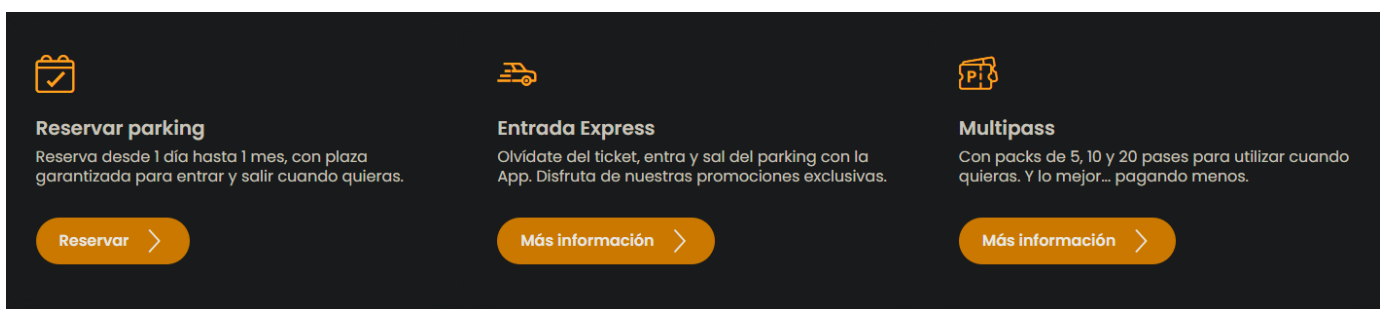 Reservar parking
Reserva desde 1 día hasta 1 mes, con plaza
garantizada para entrar y salir cuando quieras.
Reservar
Entrada Express
Olvídate del ticket, entra y sal del parking con la
App. Disfruta de nuestras promociones exclusivas.
Más información
P
Multipass
Con packs de 5, 10 y 20 pases para utilizar cuando
quieras. Y lo mejor... pagando menos.
Más información